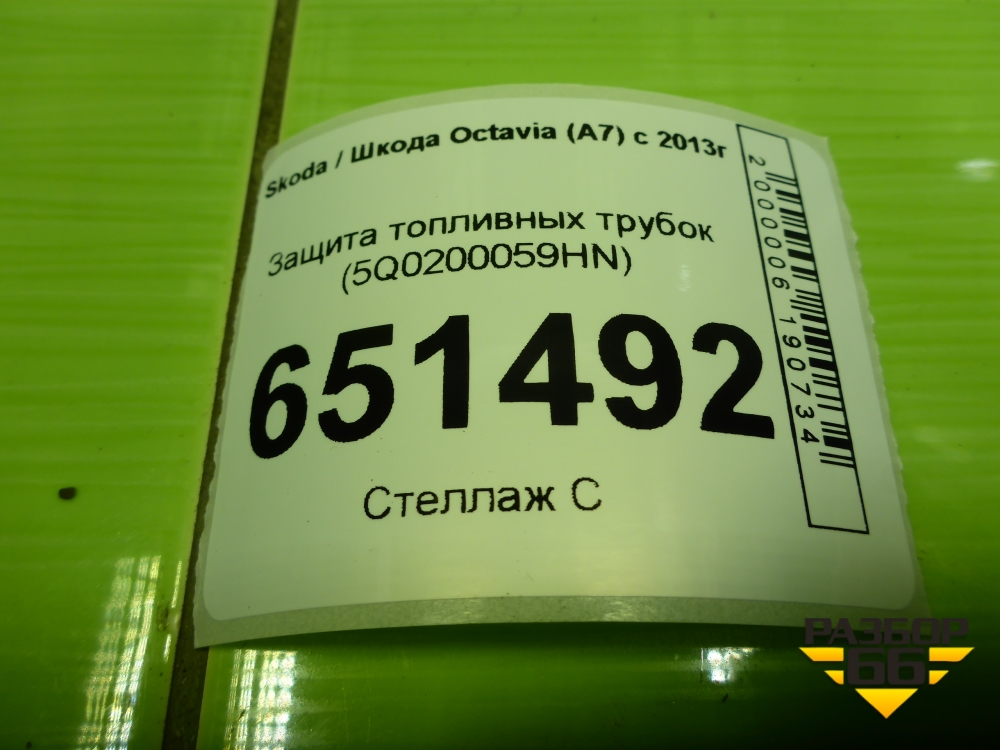 Skoda / Шкода Octavia (A7) с 2013г
Защита топливных трубок
(5Q0200059HN)
651492
Стеллаж С
2000006190734
РАЗБОР
66